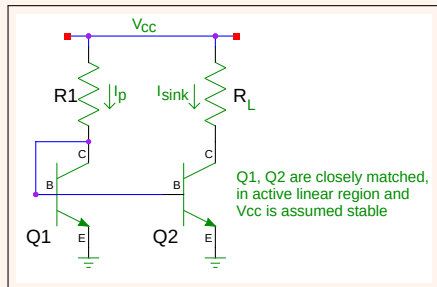 Vcc
R1
Ip
Isink
RL
C
C
B
B
Q1, Q2 are closely matched,
in active linear region and
Vcc is assumed stable
Q1
E
Q2
E